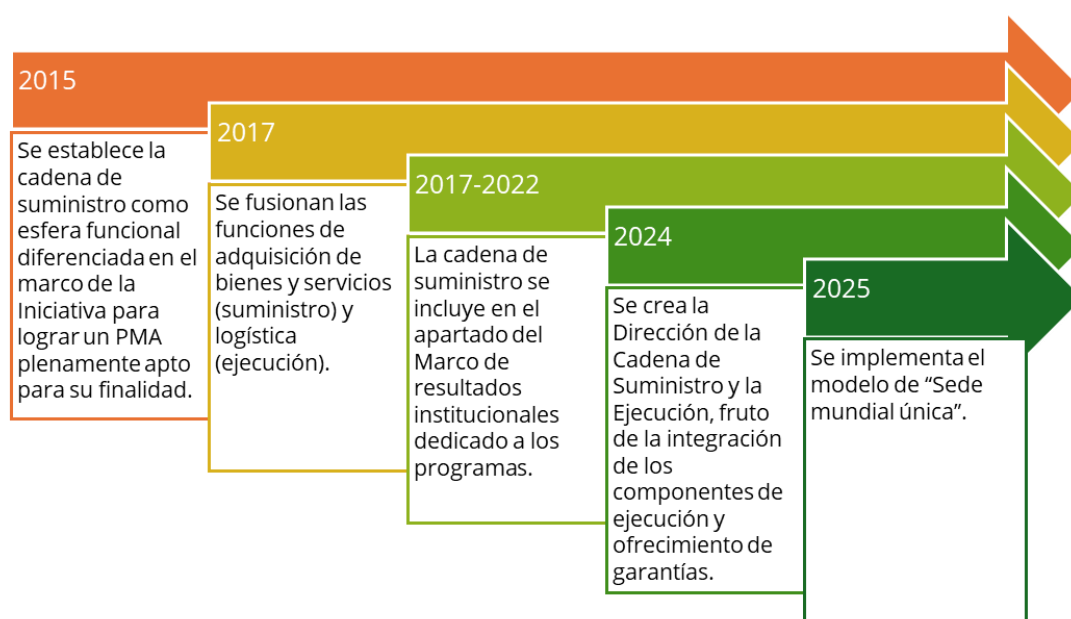 2015
Se establece la
cadena de
suministro como
esfera funcional
diferenciada en el
marco de la
Iniciativa para
lograr un PMA
plenamente apto
para su finalidad.
2017
Se fusionan las
funciones de
adquisición de
bienes y servicios
(suministro) y
logística
(ejecución).
2017-2022
La cadena de
suministro se
incluye en el
apartado del
Marco de
resultados
institucionales
dedicado a los
programas.
2024
Se crea la
Dirección de la
Cadena de
Suministro y la
Ejecución, fruto
de la integración
de los
componentes de
ejecución y
ofrecimiento de
garantías.
2025
Se implementa el
modelo de “Sede
mundial única”.